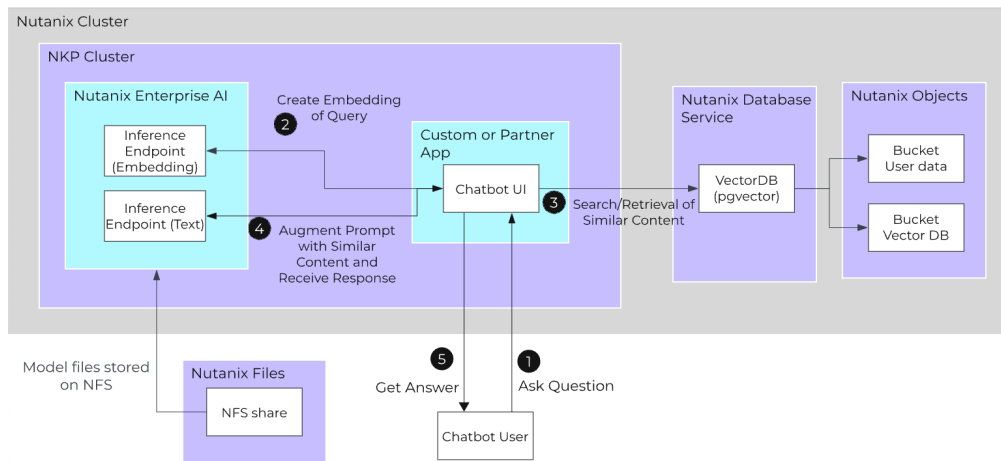 Nutanix Cluster
NKP Cluster
Nutanix Enterprise AI
Inference
Endpoint
(Embedding)
Inference
Endpoint (Text)
Create Embedding
of Query
2
Custom or Partner
App
Chatbot UI
3
Search/Retrieval of
Similar Content
4
Augment Prompt
with Similar
Content and
Receive Response
Nutanix Database
Service
VectorDB
(pgvector)
Nutanix Objects
Bucket
User data
Bucket
Vector DB
Model files stored
on NFS
Nutanix Files
NFS share
5
Get Answer
1
Ask Question
Chatbot User